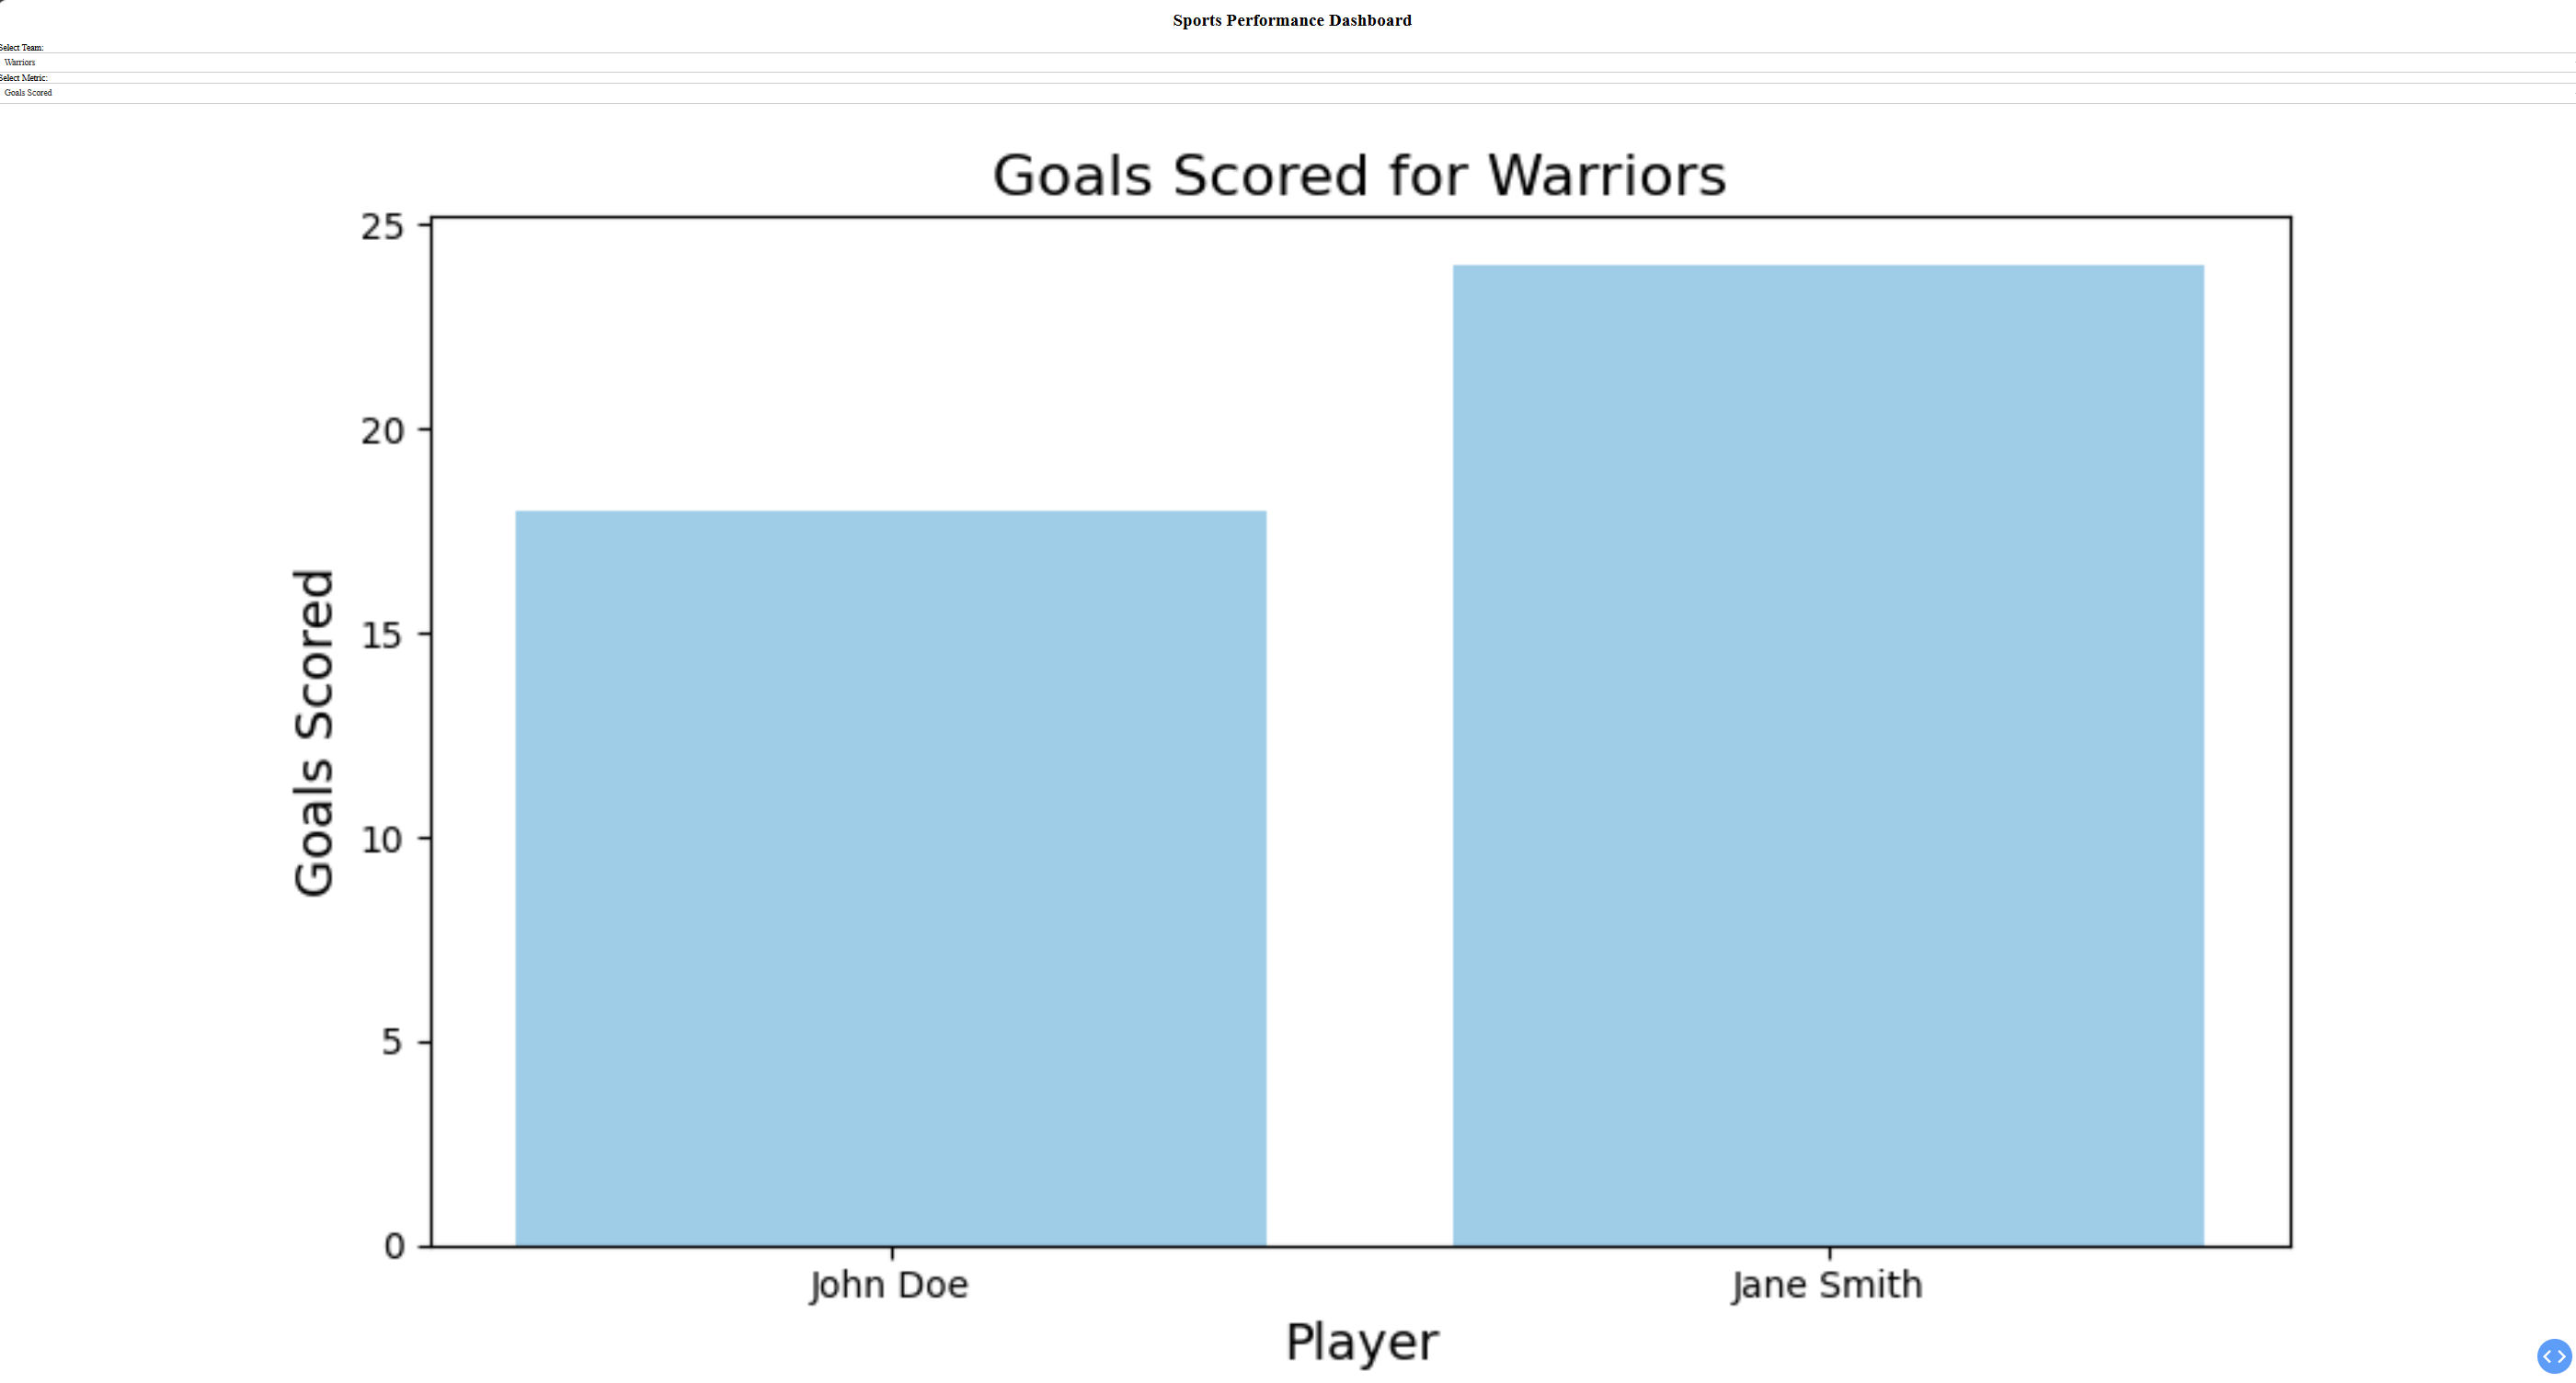 Sports Performance Dashboard
Select Team:
Warriors
Select Metric:
Goals Scored
Goals Scored for Warriors
25
20
15
10
5
0
Goals Scored
John Doe
Jane Smith
Player